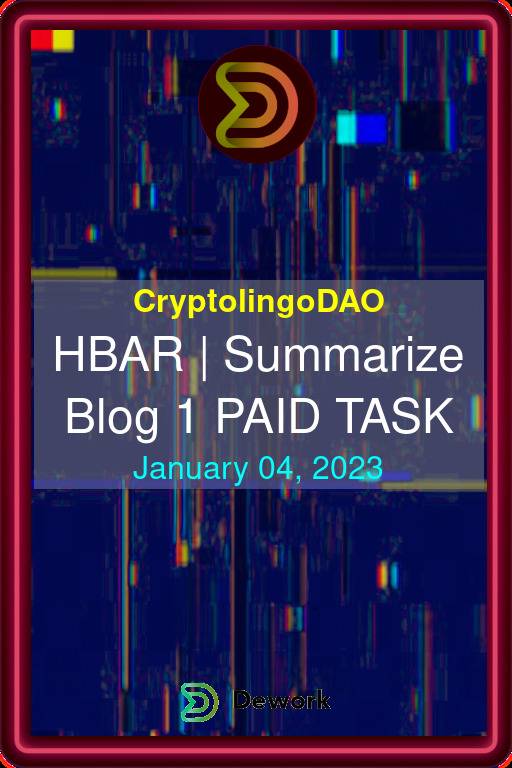 CryptolingoDAO
HBAR | Summarize
Blog 1 PAID TASK
January 04, 2023
Dework